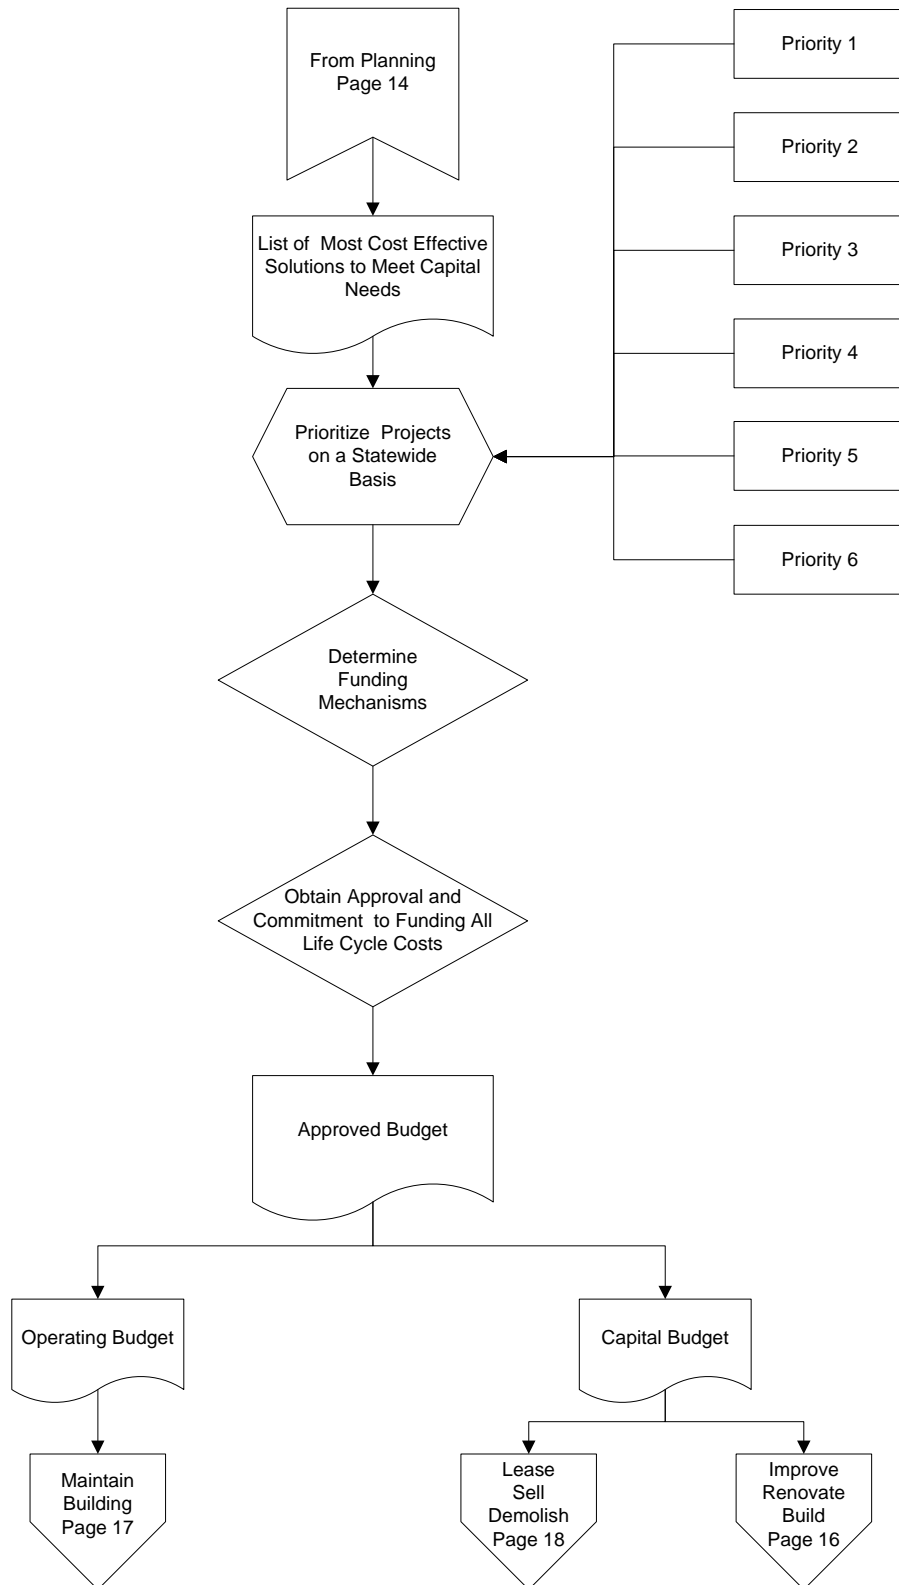 From Planning
Page 14
Priority 1
Priority 2
Priority 3
Priority 4
Priority 5
Priority 6
List of Most Cost Effective
Solutions to Meet Capital
Needs
Prioritize Projects
on a Statewide
Basis
Determine
Funding
Mechanisms
Obtain Approval and
Commitment to Funding All
Life Cycle Costs
Approved Budget
Operating Budget
Capital Budget
Maintain
Building
Page 17
Lease
Sell
Demolish
Page 18
Improve
Renovate
Build
Page 16